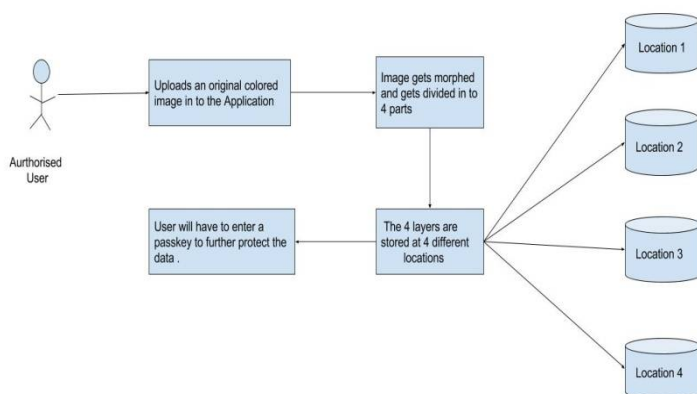 Aurthorised
User
Uploads an original colored
image in to the Application
Image gets morphed
and gets divided in to
4 parts
The 4 layers are
stored at 4 different
locations
User will have to enter a
passkey to further protect the
data .
Location 1
Location 2
Location 3
Location 4